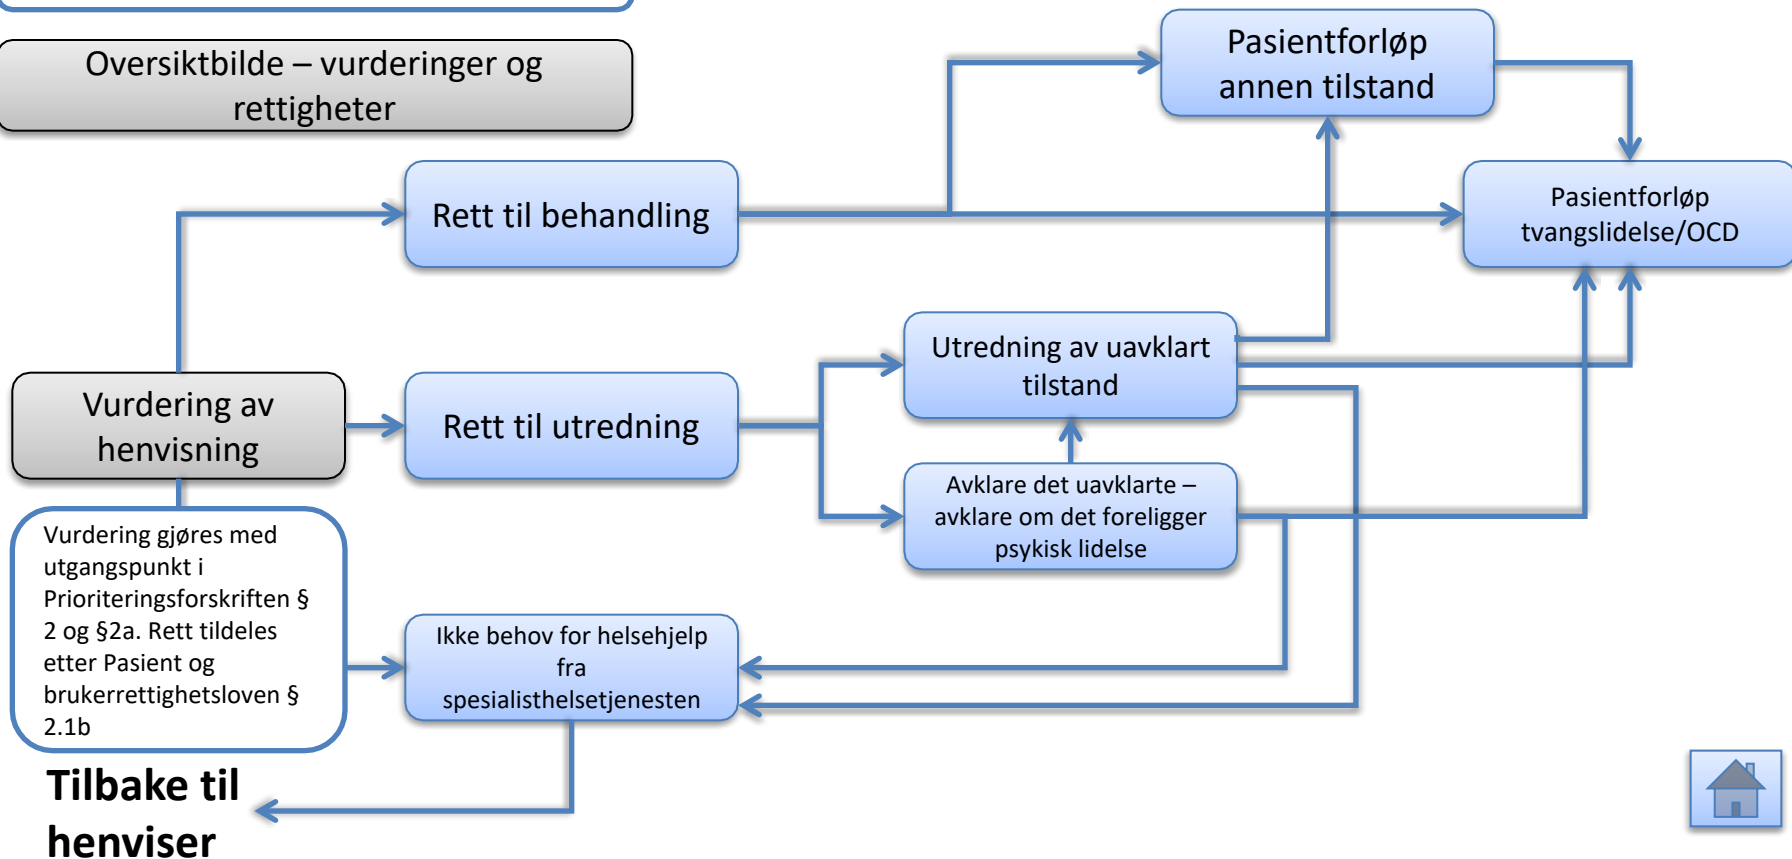 Oversiktbilde – vurderinger og
rettigheter
Pasientforløp
annen tilstand
Rett til behandling
Pasientforløp
tvangslidelse/OCD
Utredning av uavklart
tilstand
Vurdering av
henvisning
Rett til utredning
Avklare det uavklarte –
avklare om det foreligger
psykisk lidelse
Vurdering gjøres med
utgangspunkt i
Prioriteringsforskriften §
2 og §2a. Rett tildeles
etter Pasient og
brukerrettighetsloven §
2.1b
Ikke behov for helsehjelp
fra
spesialisthelsetjenesten
Tilbake til
henviser